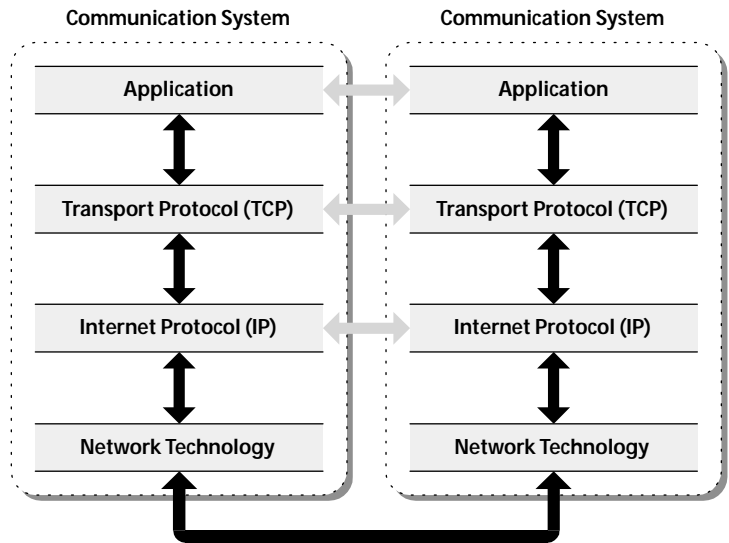 Communication System
Communication System
Application
Application
Transport Protocol (TCP)
Transport Protocol (TCP)
Internet Protocol (IP)
Internet Protocol (IP)
Network Technology
Network Technology